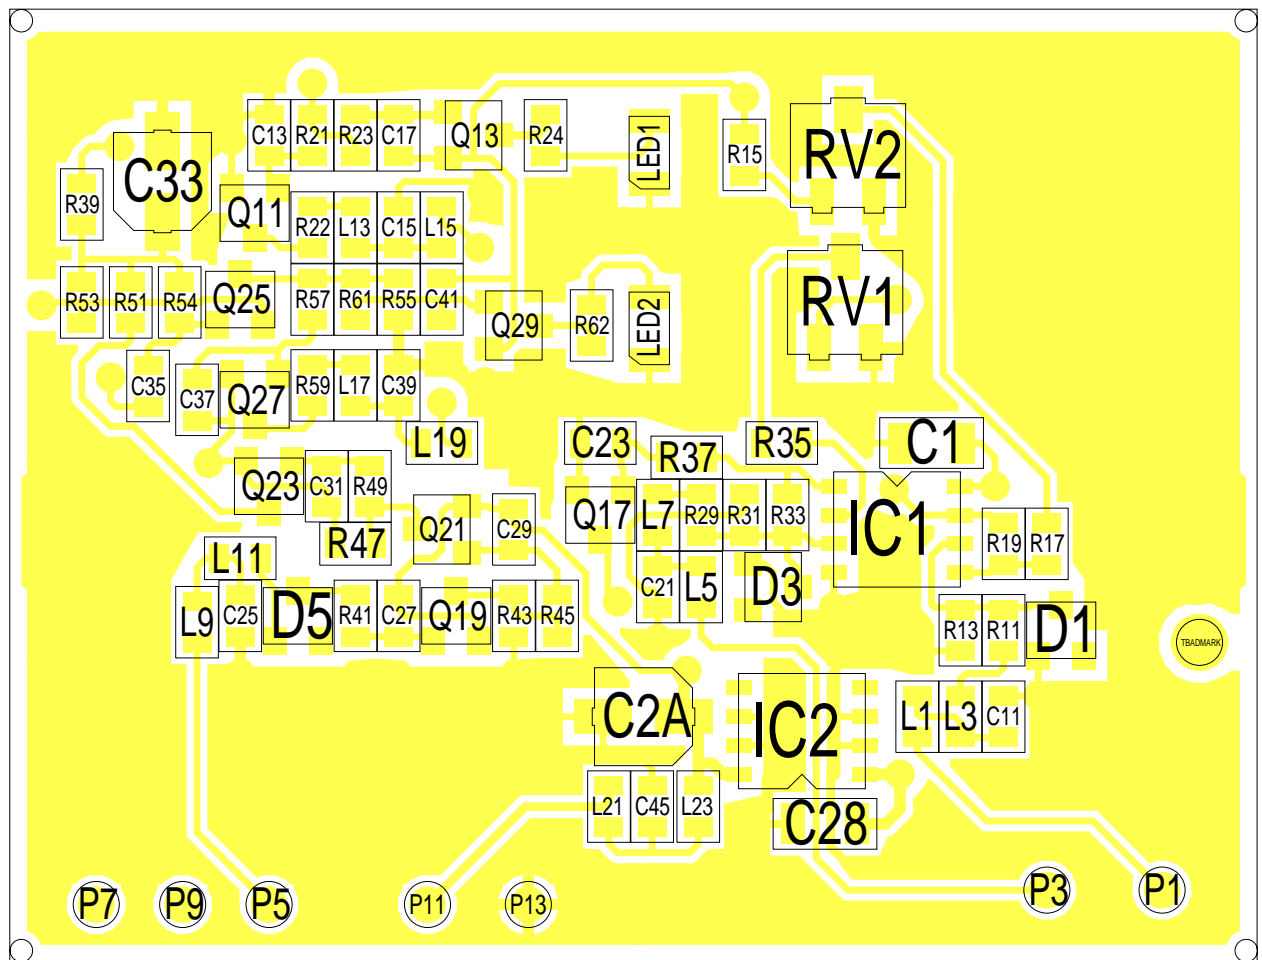 C13 R21 R23 C17 Q13 R24 LED1 R15 RV2
C33
R39 Q11 R22 L13 C15 L15
R53 R51 R54 Q25 R57 R61 R55 C41 Q29 R62 LED2 RV1
C35 C37 Q27 R59 L17 C39
L19 C23 R37 R35 C1
Q23 C31 R49 Q21 C29 Q17 L7 R29 R31 R33 IC1 R19 R17
R47
L11 C21 L5 D3
L9 C25 D5 R41 C27 Q19 R43 R45 R13 R11 D1 TBADMARK
C2A IC2 L1 L3 C11
L21 C45 L23 C28
P7 P9 P5 P11 P13 P3 P1